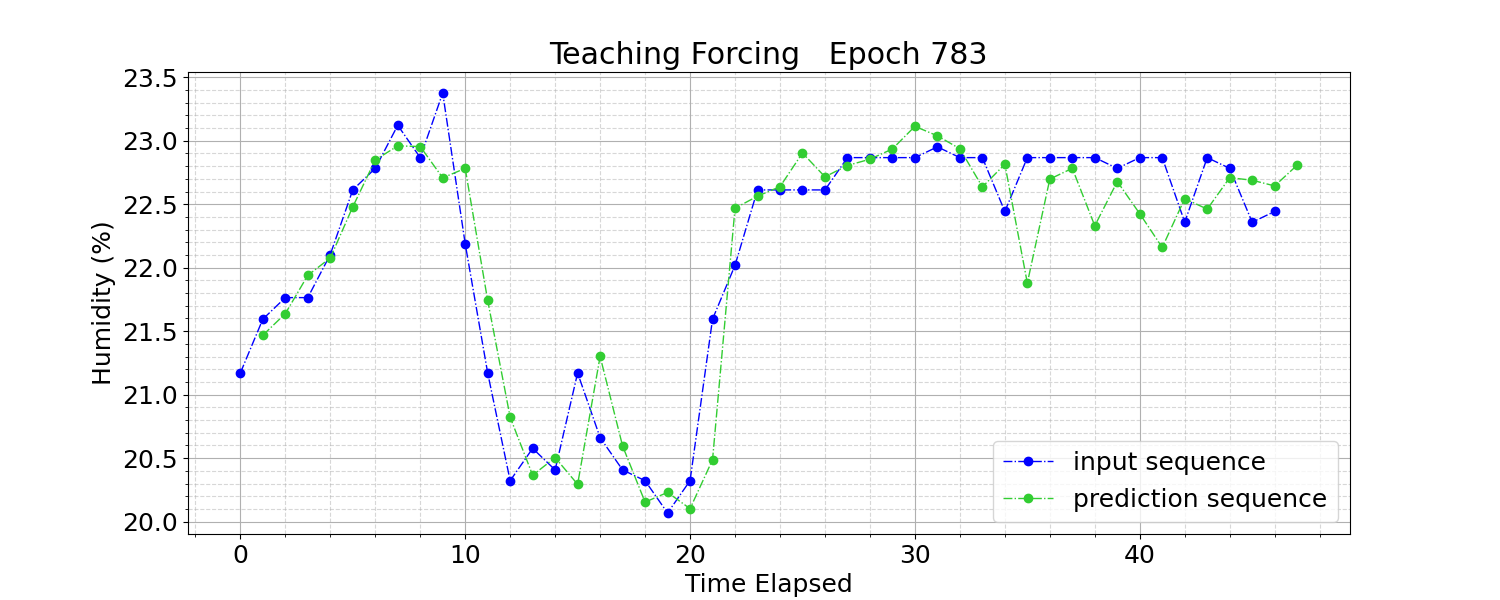 Teaching Forcing   Epoch 783
23.5
23.0
22.5
22.0
21.5
21.0
20.5
20.0
Humidity (%)
0 10 20 30 40
Time Elapsed
input sequence
prediction sequence